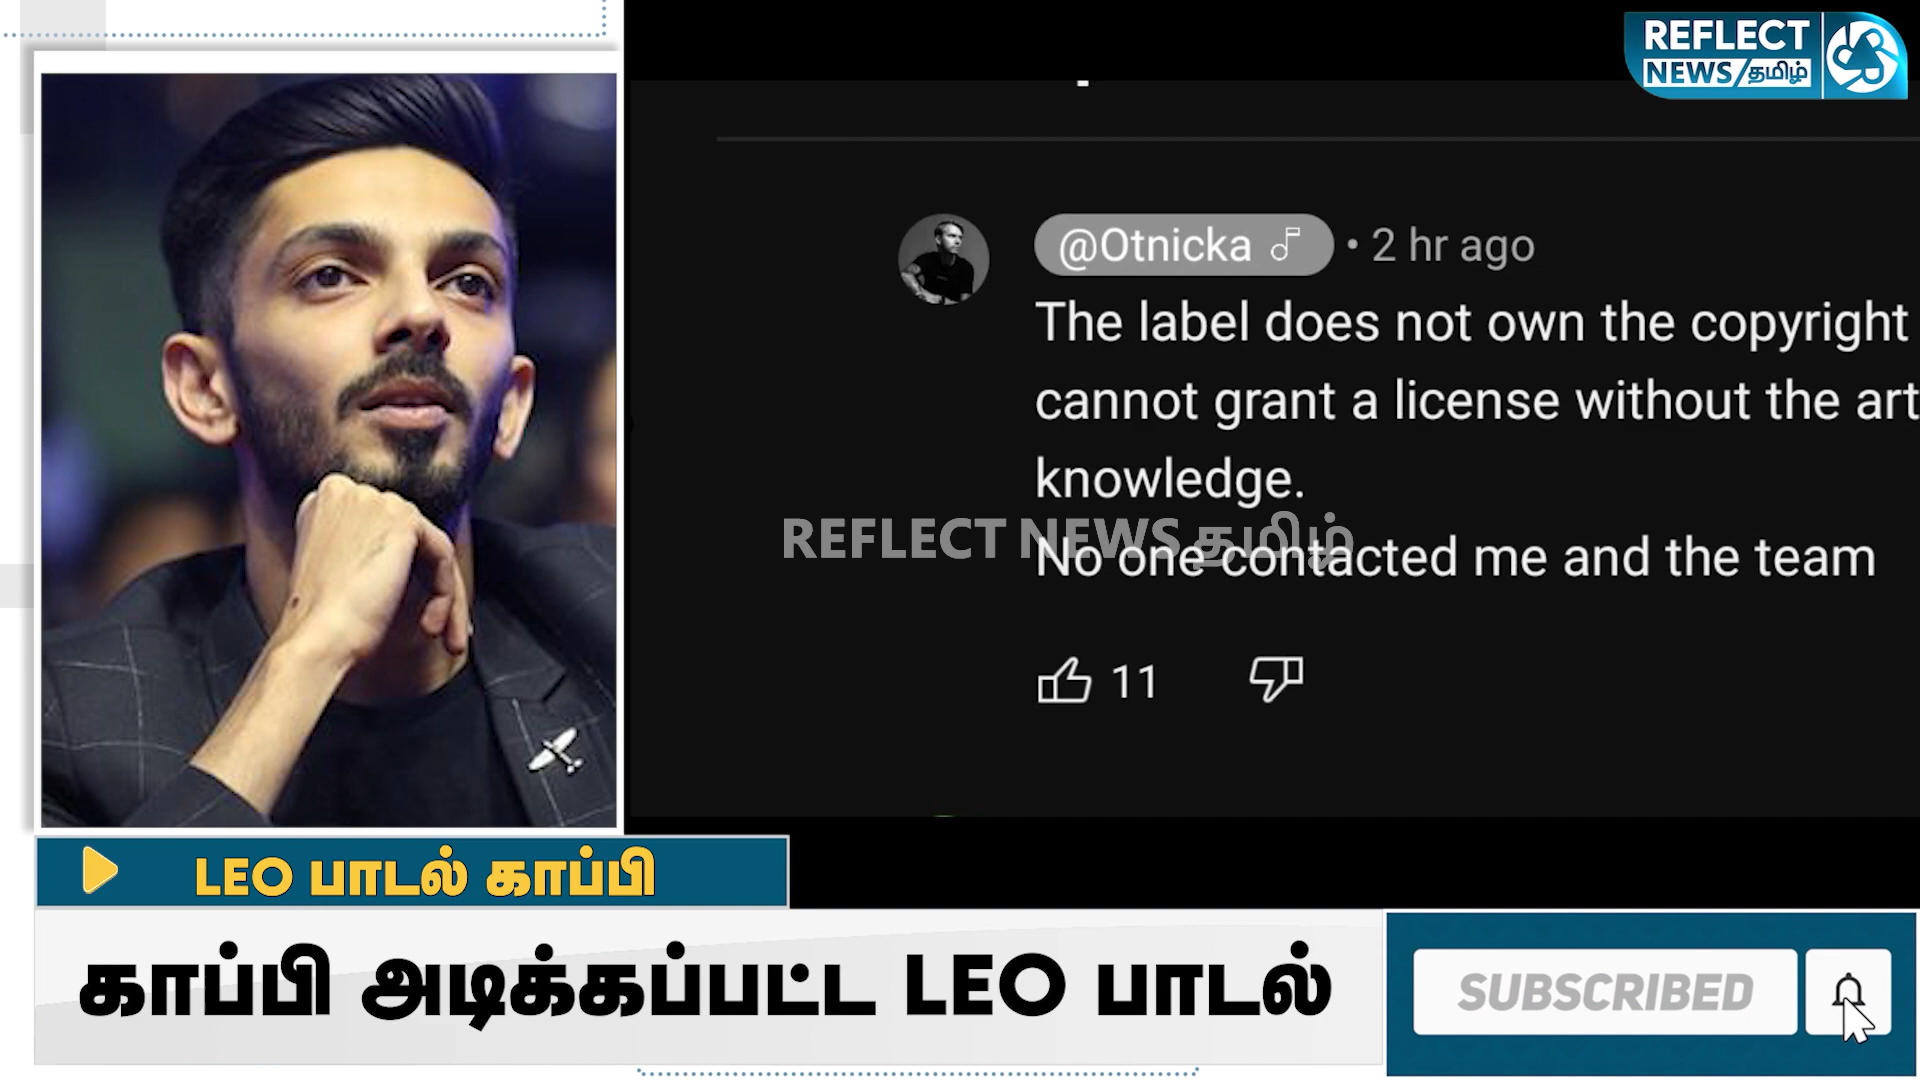 REFLECT
NEWS/தமிழ்
@Otnicka • 2 hr ago
The label does not own the copyright
cannot grant a license without the art
knowledge.
REFLECT NEWS தமிழ்
No one contacted me and the team
11
LEO பாடல் காப்பி
காப்பி அடிக்கப்பட்ட LEO பாடல்
SUBSCRIBED